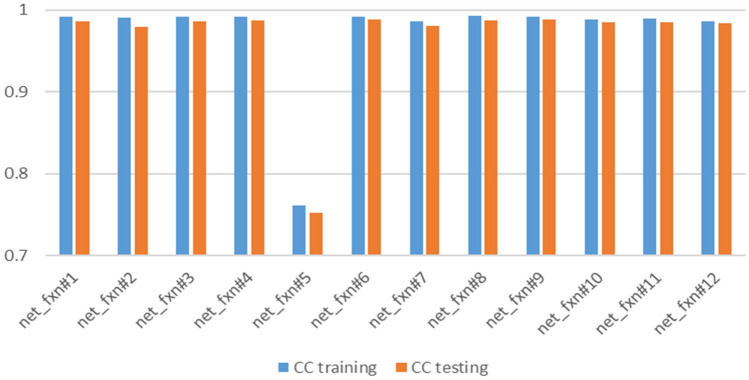 1
0.9
0.8
0.7
net_fxn#1
net_fxn#2
net_fxn#3
net_fxn#4
net_fxn#5
net_fxn#6
net_fxn#7
net_fxn#8
net_fxn#9
net_fxn#10
net_fxn#11
net_fxn#12
CC training CC testing